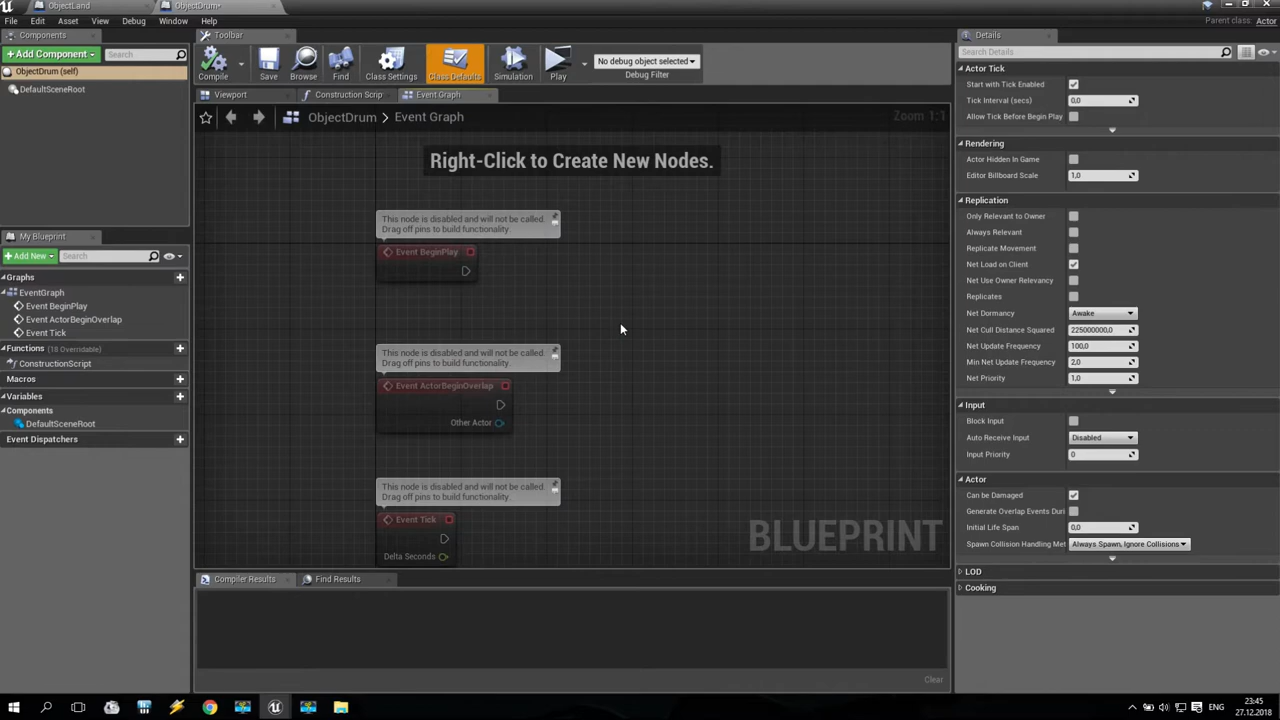 ObjectLand
ObjectDrum*
File Edit Asset View Debug Window Help
Parent class: Actor
Components
Add Component
Search
ObjectDrum (self)
DefaultSceneRoot
My Blueprint
Add New
Search
Graphs
EventGraph
Event BeginPlay
Event ActorBeginOverlap
Event Tick
Functions (18 Overridable)
ConstructionScript
Macros
Variables
Components
DefaultSceneRoot
Event Dispatchers
Toolbar
Compile
Save
Browse
Find
Class Settings
Class Defaults
Simulation
Play
No debug object selected
Debug Filter
Viewport
Construction Scrip
Event Graph
ObjectDrum > Event Graph
Zoom 1:1
Right-Click to Create New Nodes.
This node is disabled and will not be called.
Drag off pins to build functionality.
Event BeginPlay
This node is disabled and will not be called.
Drag off pins to build functionality.
Event ActorBeginOverlap
Other Actor
This node is disabled and will not be called.
Drag off pins to build functionality.
Event Tick
Delta Seconds
BLUEPRINT
Compiler Results
Find Results
Clear
Details
Search Details
Actor Tick
Start with Tick Enabled
Tick Interval (secs) 0,0
Allow Tick Before Begin Play
Rendering
Actor Hidden In Game
Editor Billboard Scale 1,0
Replication
Only Relevant to Owner
Always Relevant
Replicate Movement
Net Load on Client
Net Use Owner Relevancy
Replicates
Net Dormancy Awake
Net Cull Distance Squared 225000000,0
Net Update Frequency 100,0
Min Net Update Frequency 2,0
Net Priority 1,0
Input
Block Input
Auto Receive Input Disabled
Input Priority 0
Actor
Can be Damaged
Generate Overlap Events Duri
Initial Life Span 0,0
Spawn Collision Handling Met Always Spawn, Ignore Collisions
LOD
Cooking
ENG
23:45
27.12.2018